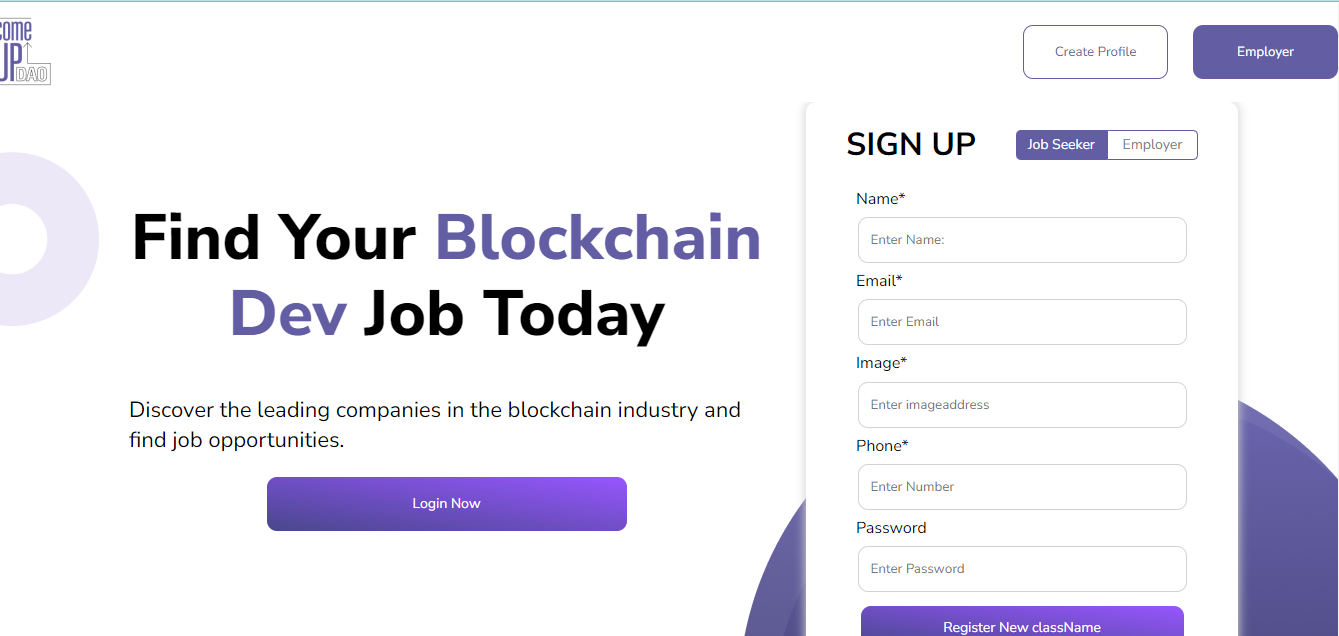 come
UP
DAO
Create Profile
Employer
SIGN UP
Job Seeker
Employer
Find Your Blockchain
Dev Job Today
Discover the leading companies in the blockchain industry and
find job opportunities.
Login Now
Name*
Enter Name:
Email*
Enter Email
Image*
Enter imageaddress
Phone*
Enter Number
Password
Enter Password
Register New className